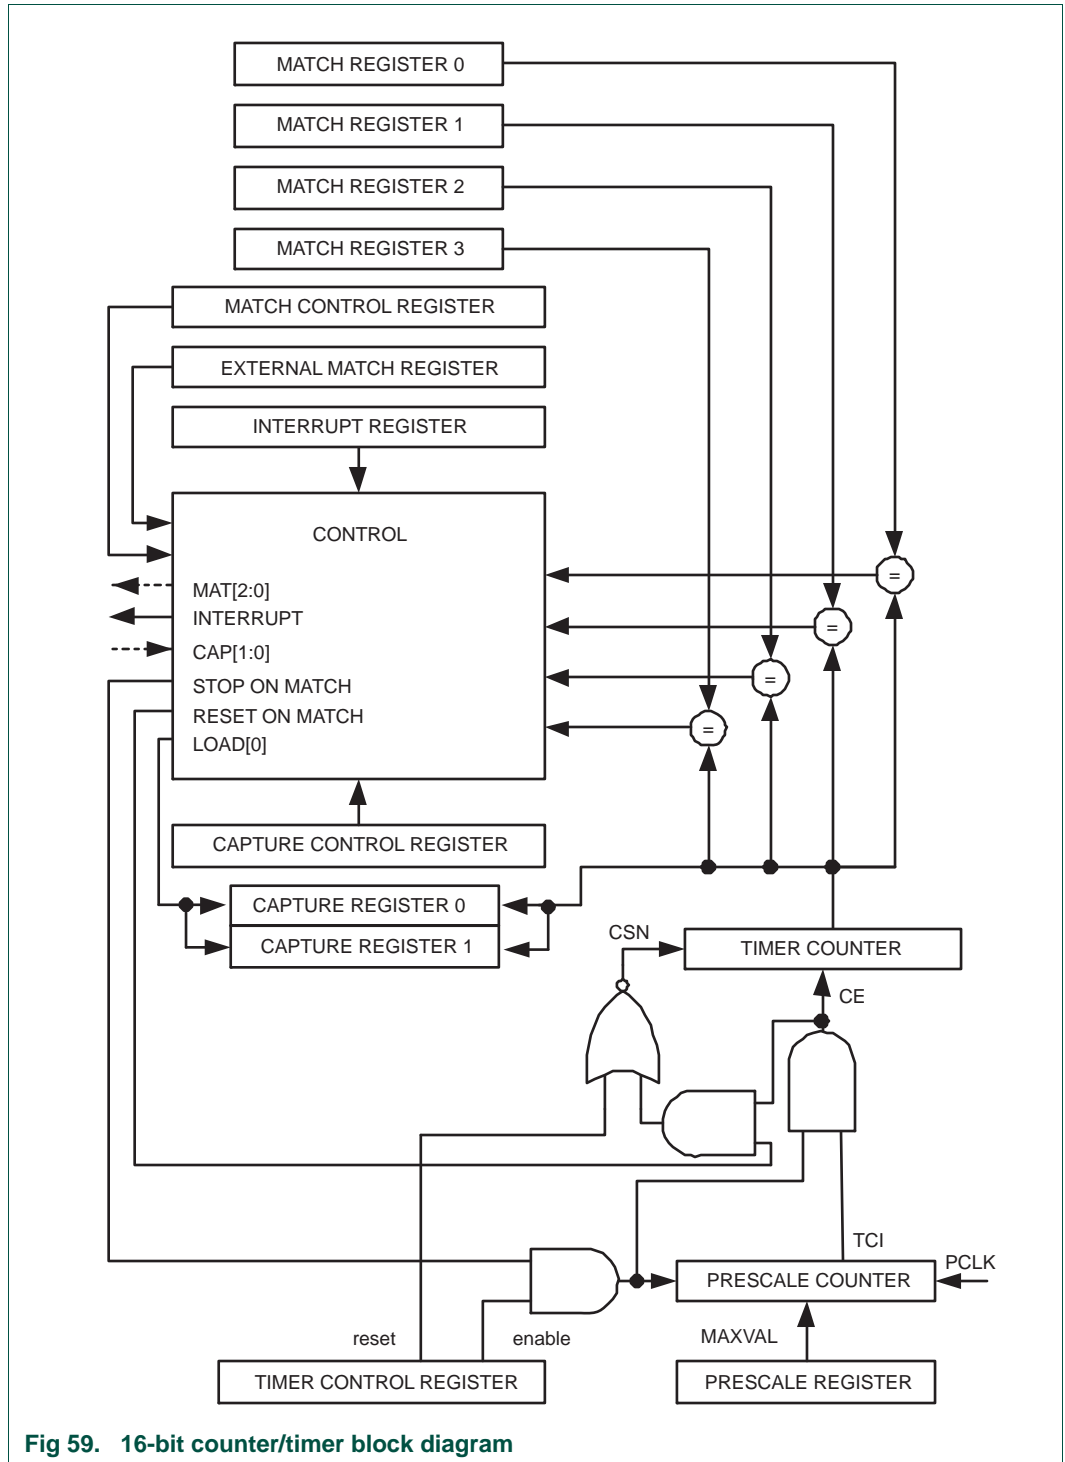 MATCH REGISTER 0
MATCH REGISTER 1
MATCH REGISTER 2
MATCH REGISTER 3
MATCH CONTROL REGISTER
EXTERNAL MATCH REGISTER
INTERRUPT REGISTER
CONTROL
=
MAT[2:0]
INTERRUPT
=
CAP[1:0]
STOP ON MATCH
=
RESET ON MATCH
=
LOAD[0]
CAPTURE CONTROL REGISTER
CAPTURE REGISTER 0
CAPTURE REGISTER 1
CSN
TIMER COUNTER
CE
TCI
PCLK
PRESCALE COUNTER
reset
enable
MAXVAL
TIMER CONTROL REGISTER
PRESCALE REGISTER
Fig 59. 16-bit counter/timer block diagram